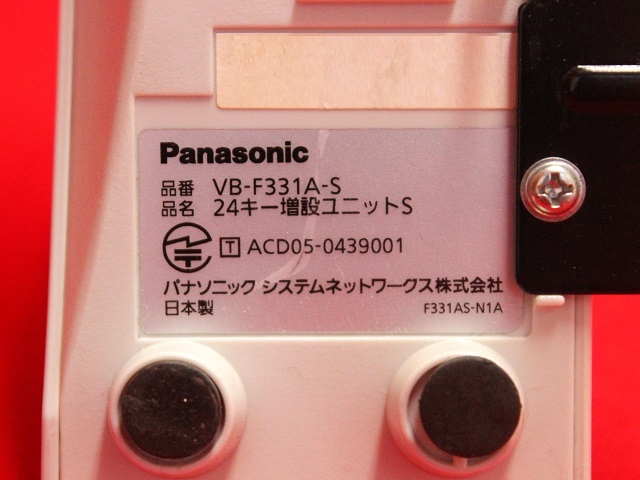 Panasonic
品番 VB-F331A-S
品名 24キー増設ユニットS
T ACD05-0439001
パナソニック システムネットワークス株式会社
日本製 F331AS-N1A